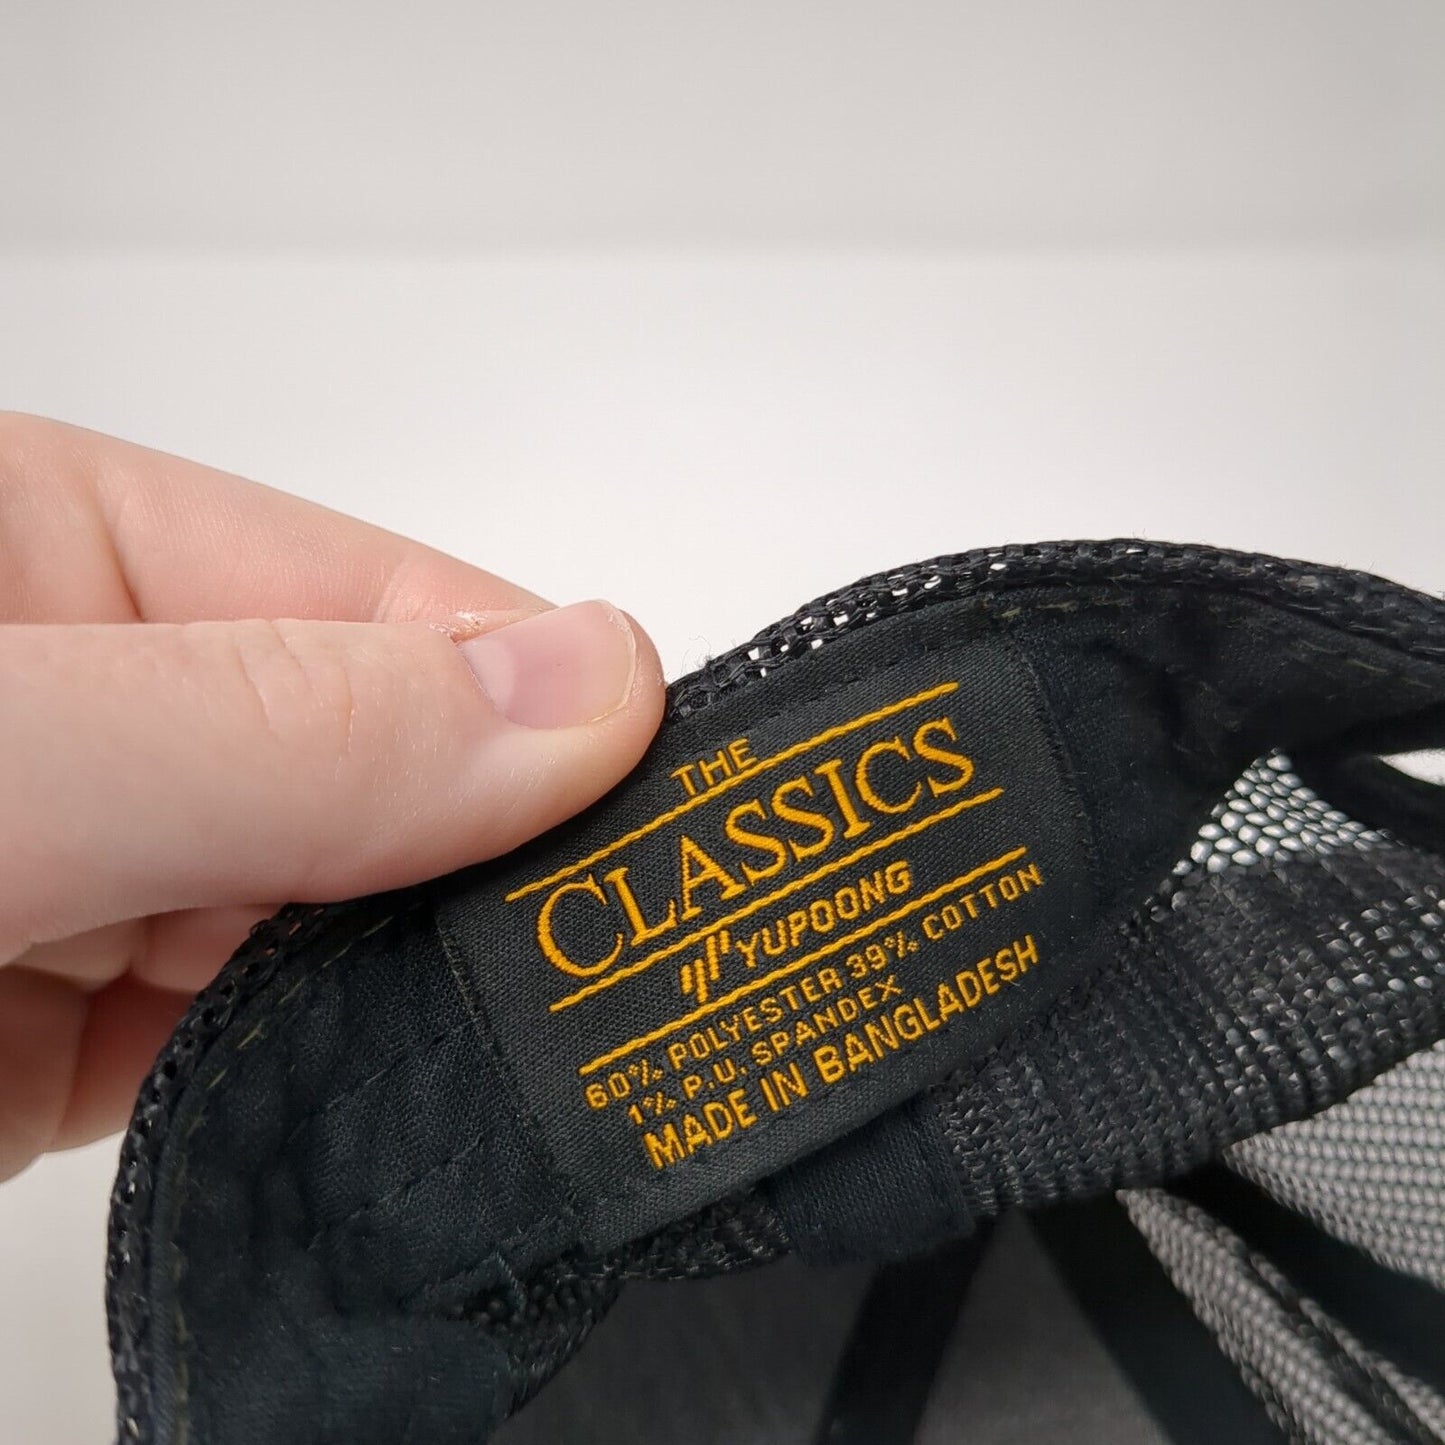 THE
CLASSICS
YUPOONG
60% POLYESTER 39% COTTON
1% P.U. SPANDEX
MADE IN BANGLADESH